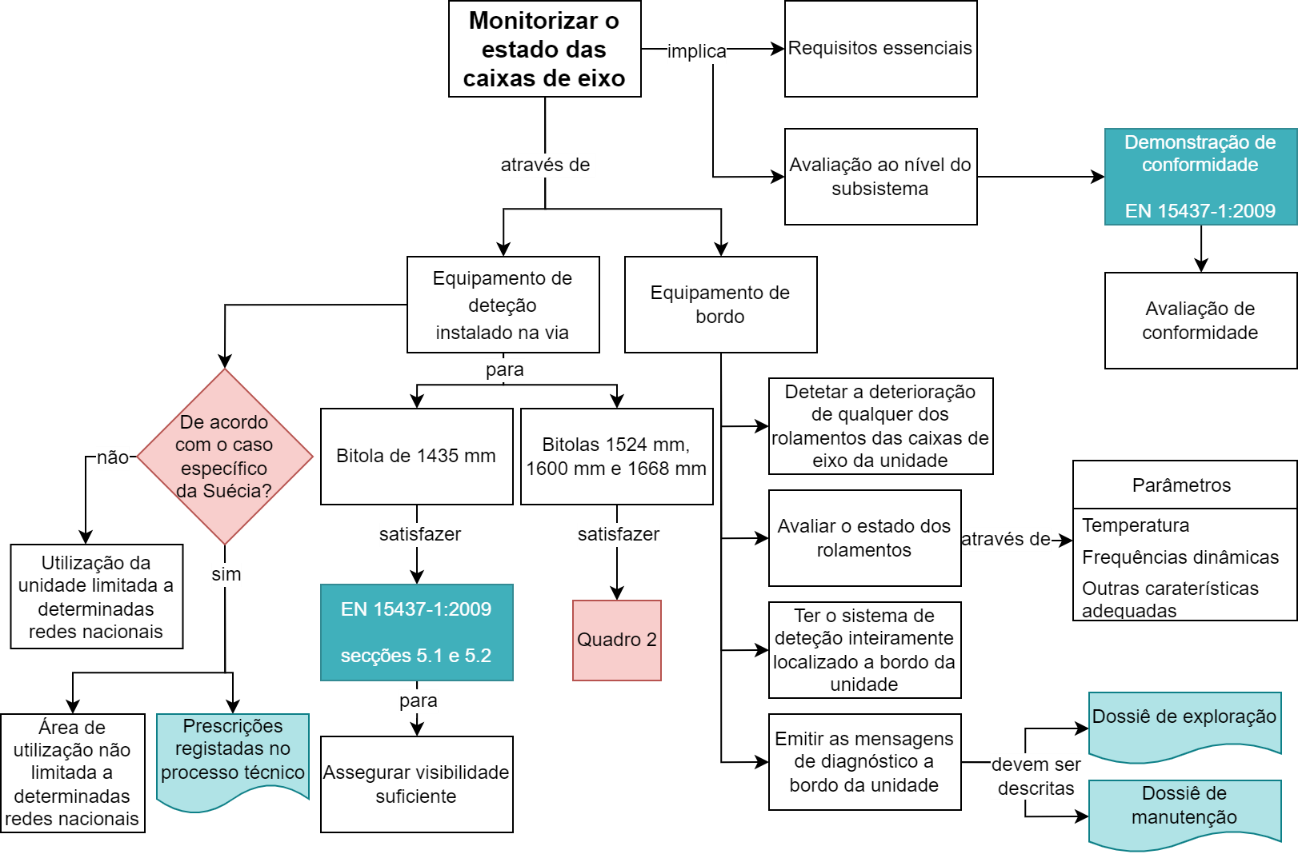 Monitorizar o
estado das
caixas de eixo
implica
Requisitos essenciais
Avaliação ao nível do
subsistema
Demonstração de
conformidade
EN 15437-1:2009
Avaliação de
conformidade
através de
Equipamento de
deteção
instalado na via
Equipamento de
bordo
para
De acordo
com o caso
específico
da Suécia?
não
sim
Utilização da
unidade limitada a
determinadas
redes nacionais
Área de
utilização não
limitada a
determinadas
redes nacionais
Prescrições
registadas no
processo técnico
Bitola de 1435 mm
satisfazer
EN 15437-1:2009
secções 5.1 e 5.2
para
Assegurar visibilidade
suficiente
Bitolas 1524 mm,
1600 mm e 1668 mm
satisfazer
Quadro 2
Detetar a deterioração
de qualquer dos
rolamentos das caixas de
eixo da unidade
Avaliar o estado dos
rolamentos
através de
Parâmetros
Temperatura
Frequências dinâmicas
Outras caraterísticas
adequadas
Ter o sistema de
deteção inteiramente
localizado a bordo da
unidade
Emitir as mensagens
de diagnóstico a
bordo da unidade
devem ser
descritas
Dossiê de exploração
Dossiê de
manutenção